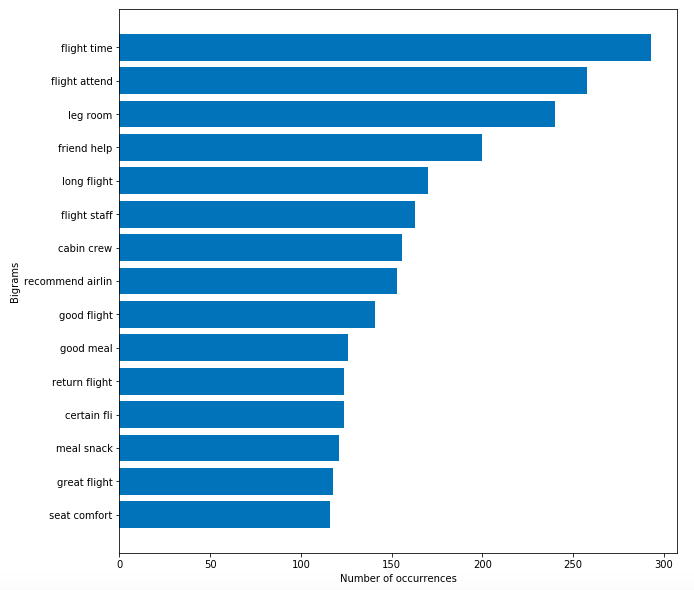 flight time
flight attend
leg room
friend help
long flight
flight staff
cabin crew
recommend airlin
good flight
good meal
return flight
certain fli
meal snack
great flight
seat comfort
Bigrams
0 50 100 150 200 250 300
Number of occurrences